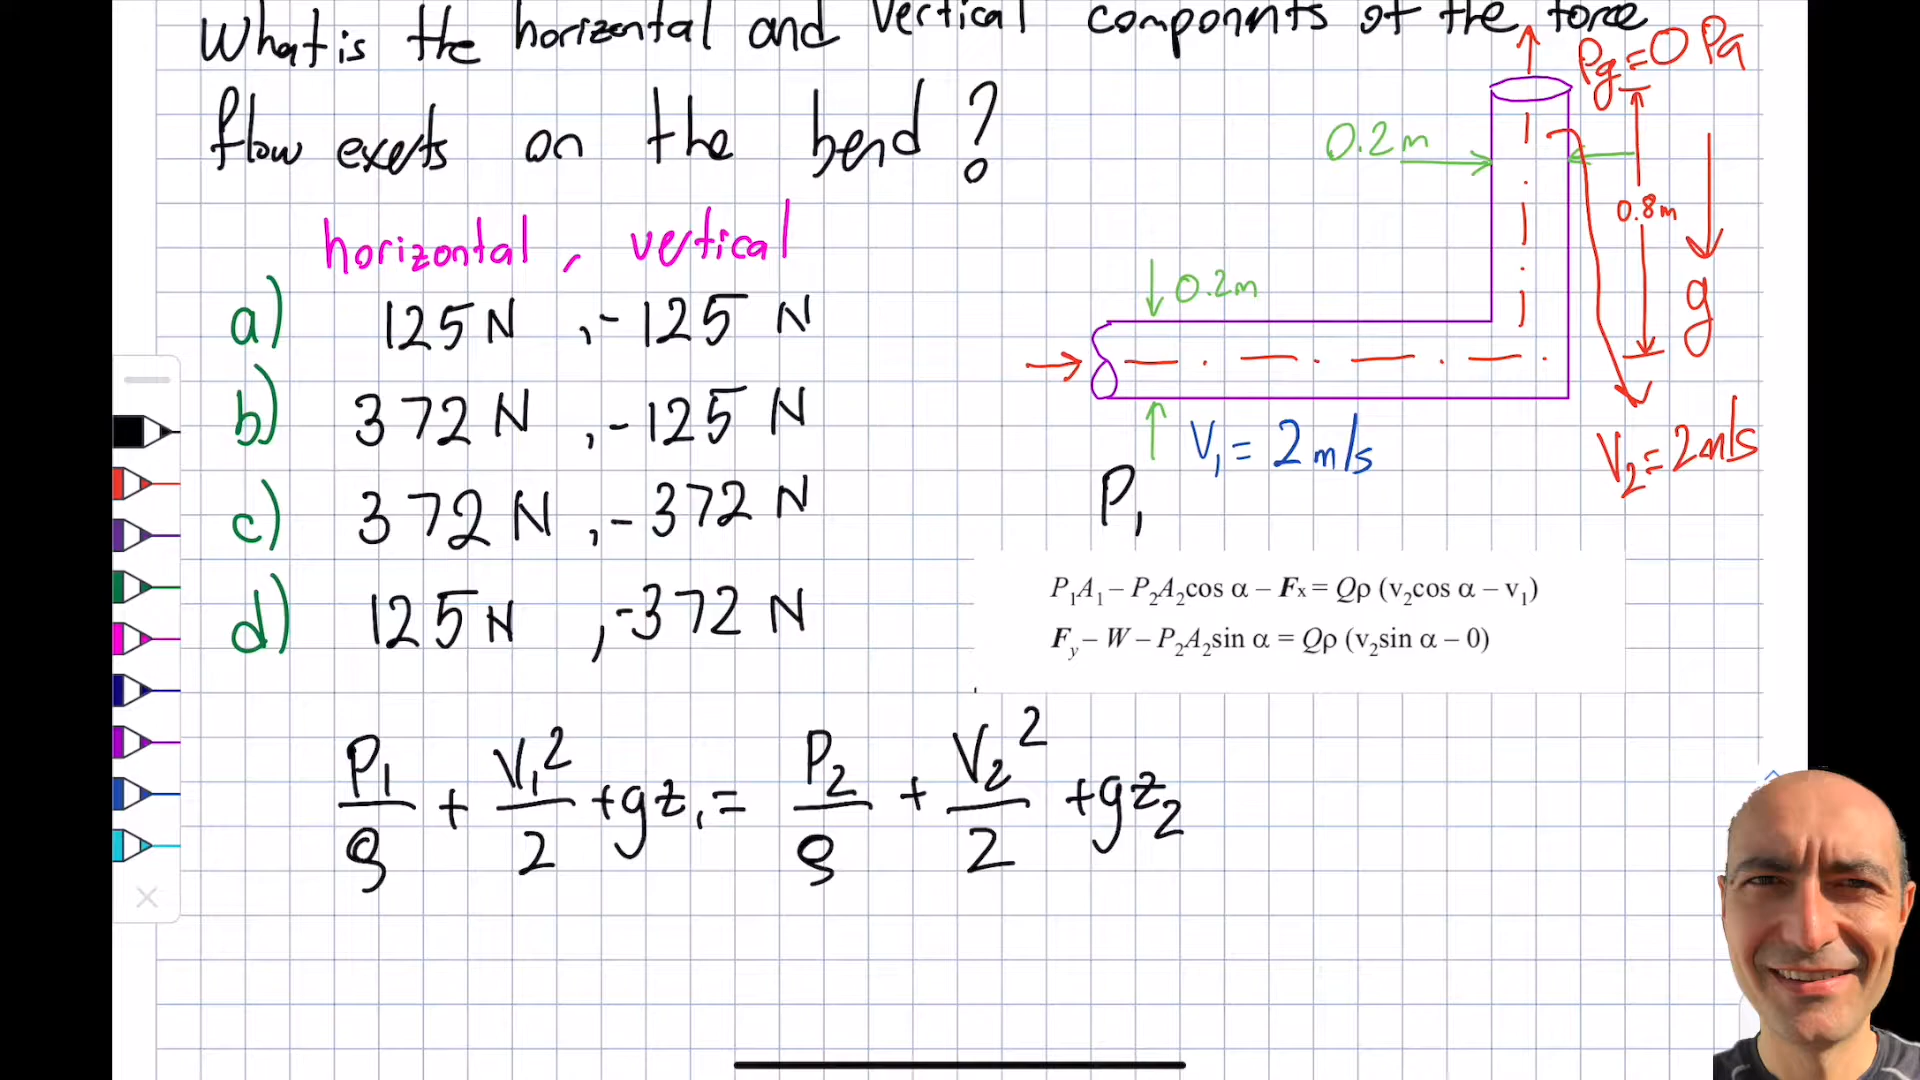 What is the horizontal and vertical components of the force
flow exerts on the bend?
Pg=0 Pa
0.2m
0.8m
g
0.2m
V₁ = 2m/s
V₂=2m/s
P₁
horizontal, vertical
a) 125 N, -125 N
b) 372 N, -125 N
c) 372 N, -372 N
d) 125 N, -372 N
P₁A₁ – P₂A₂cos α – Fx = Qρ (v₂cos α – v₁)
Fy – W – P₂A₂sin α = Qρ (v₂sin α – 0)
P₁/ρ + V₁²/2 +gz₁ = P₂/ρ + V₂²/2 +gz₂